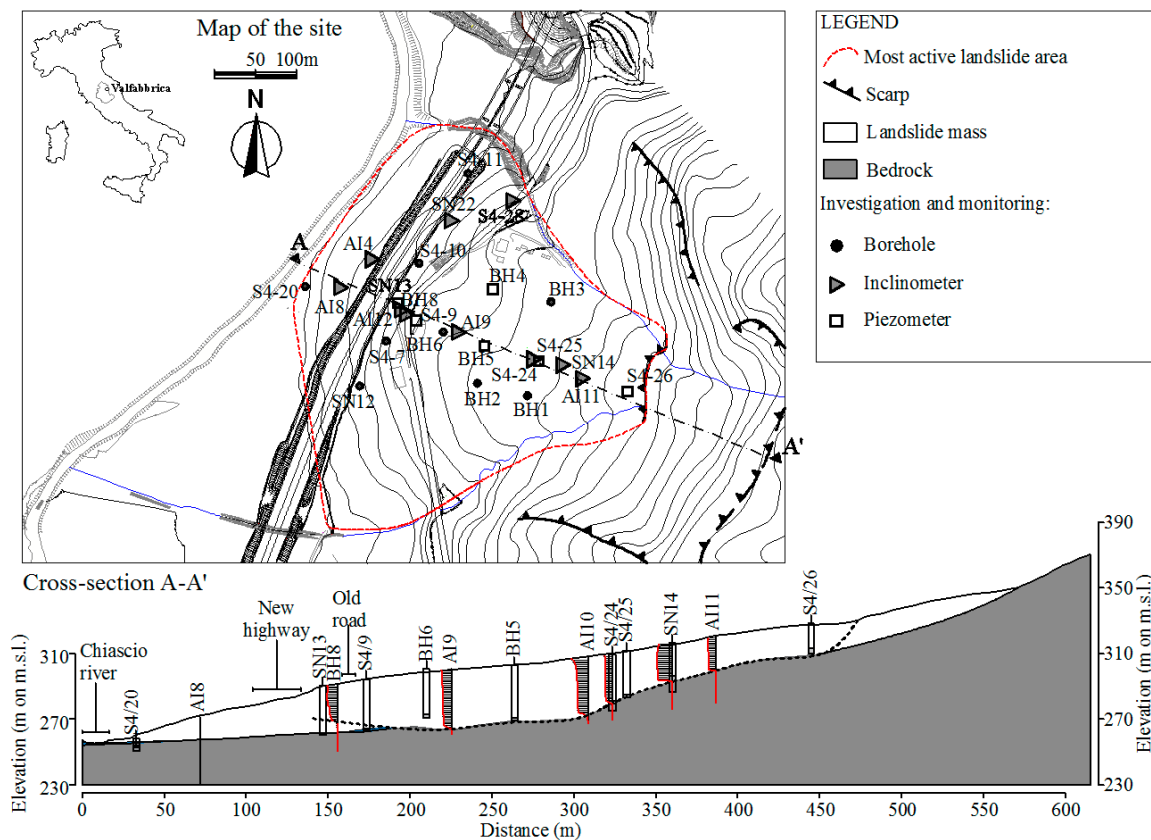 Map of the site
50 100m
N
Valfabbrica
S4-11
SN22
S4-28
A
AI4
S4-10
S4-20
AI8
SN13
BH8
BH4
BH3
AI12
S4-9
AI9
S4-7
BH6
BH5
S4-25
S4-24
SN14
SN12
BH2
BH1
AI11
S4-26
A'
LEGEND
Most active landslide area
Scarp
Landslide mass
Bedrock
Investigation and monitoring:
Borehole
Inclinometer
Piezometer
Cross-section A-A'
Chiascio
river
New
highway
Old
road
S4/20
AI8
SN13
BH8
S4/9
BH6
AI9
BH5
AI10
S4/24
S4/25
SN14
AI11
S4/26
Elevation (m on m.s.l.)
310
270
230
390
350
310
270
230
Elevation (m on m.s.l.)
0 50 100 150 200 250 300 350 400 450 500 550 600
Distance (m)